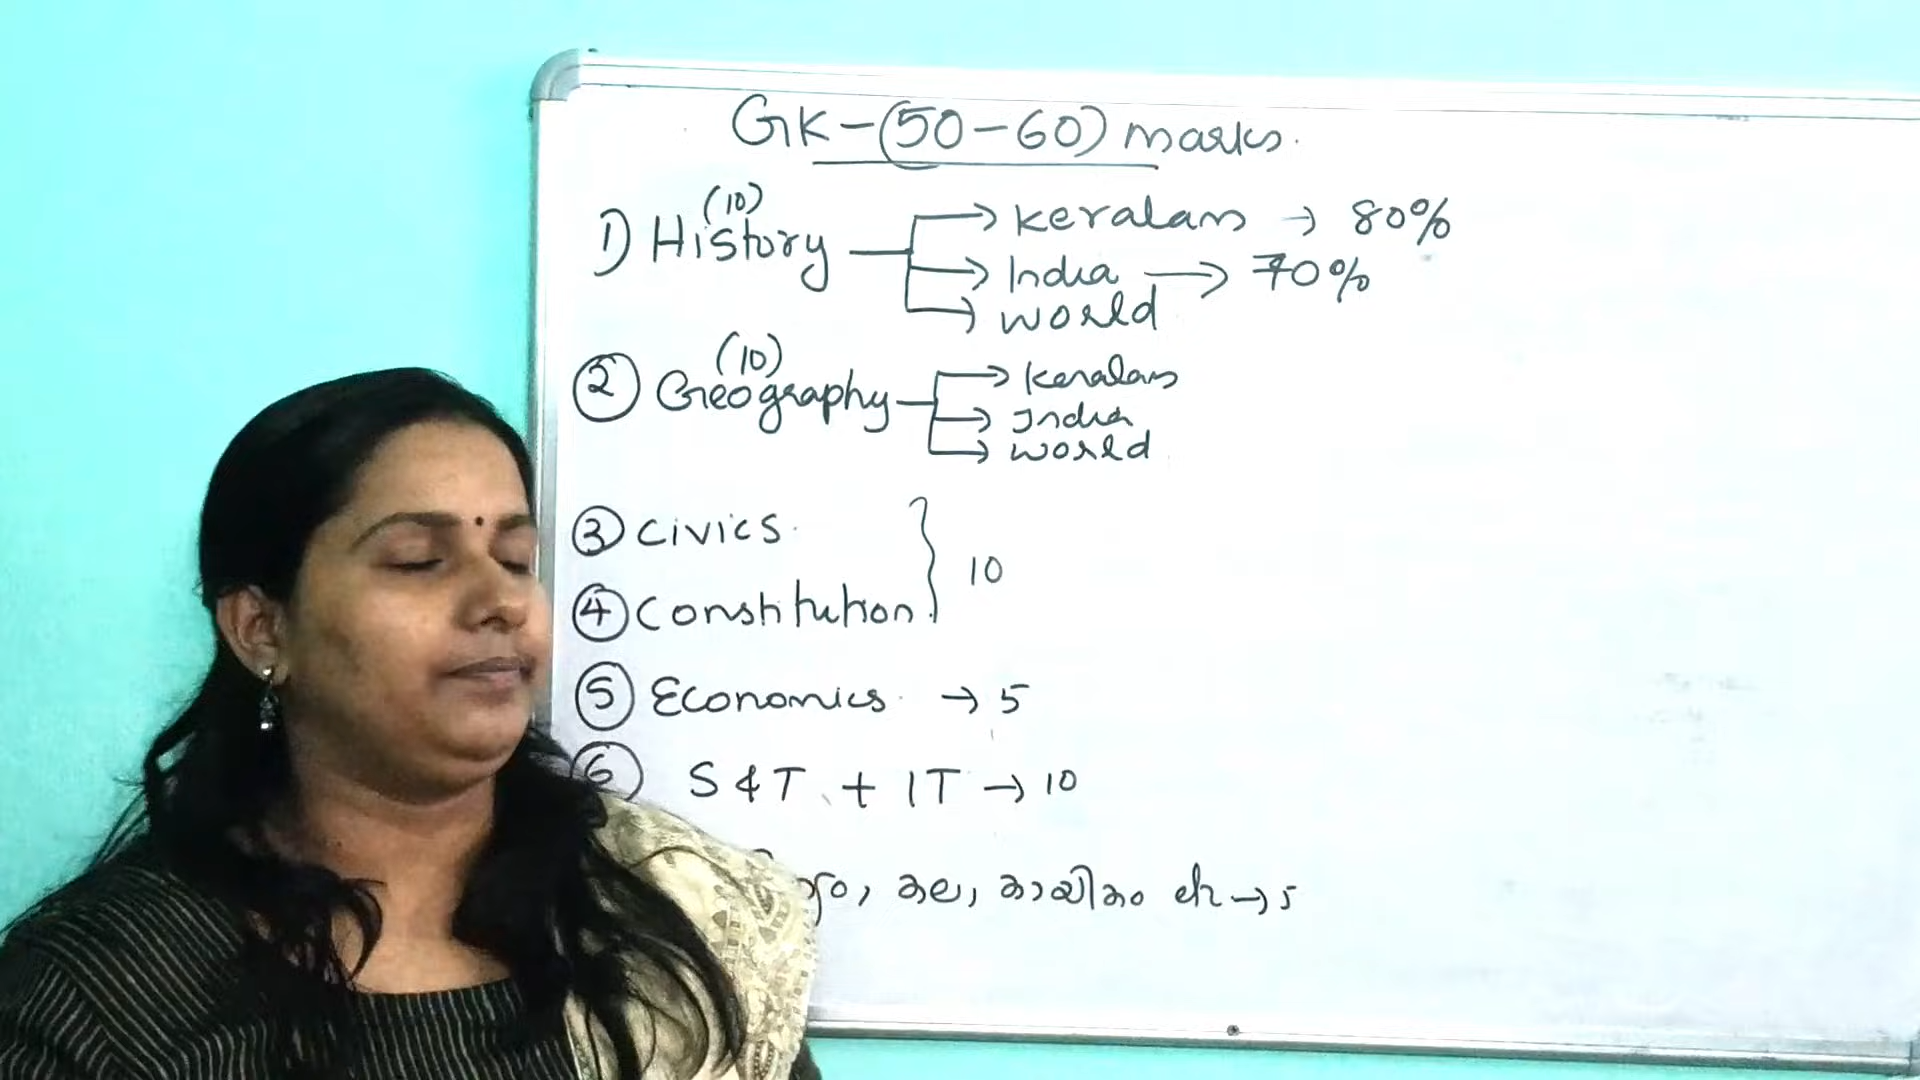 GK - (50 - 60) marks.
1) History (10) → Keralam → 80%
→ India → 70%
→ World
② Geography (10) → Keralam
→ India
→ World
③ Civics
④ Constitution } 10
⑤ Economics → 5
⑥ S & T + IT → 10
, കല, കായികം etc → 5